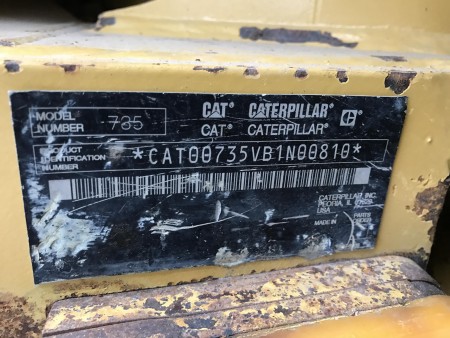 MODEL NUMBER 735
CAT® CATERPILLAR®
CAT® CATERPILLAR®
PRODUCT IDENTIFICATION NUMBER
*CAT00735VB1N00810*
CATERPILLAR INC.
PEORIA, IL
USA
MADE IN